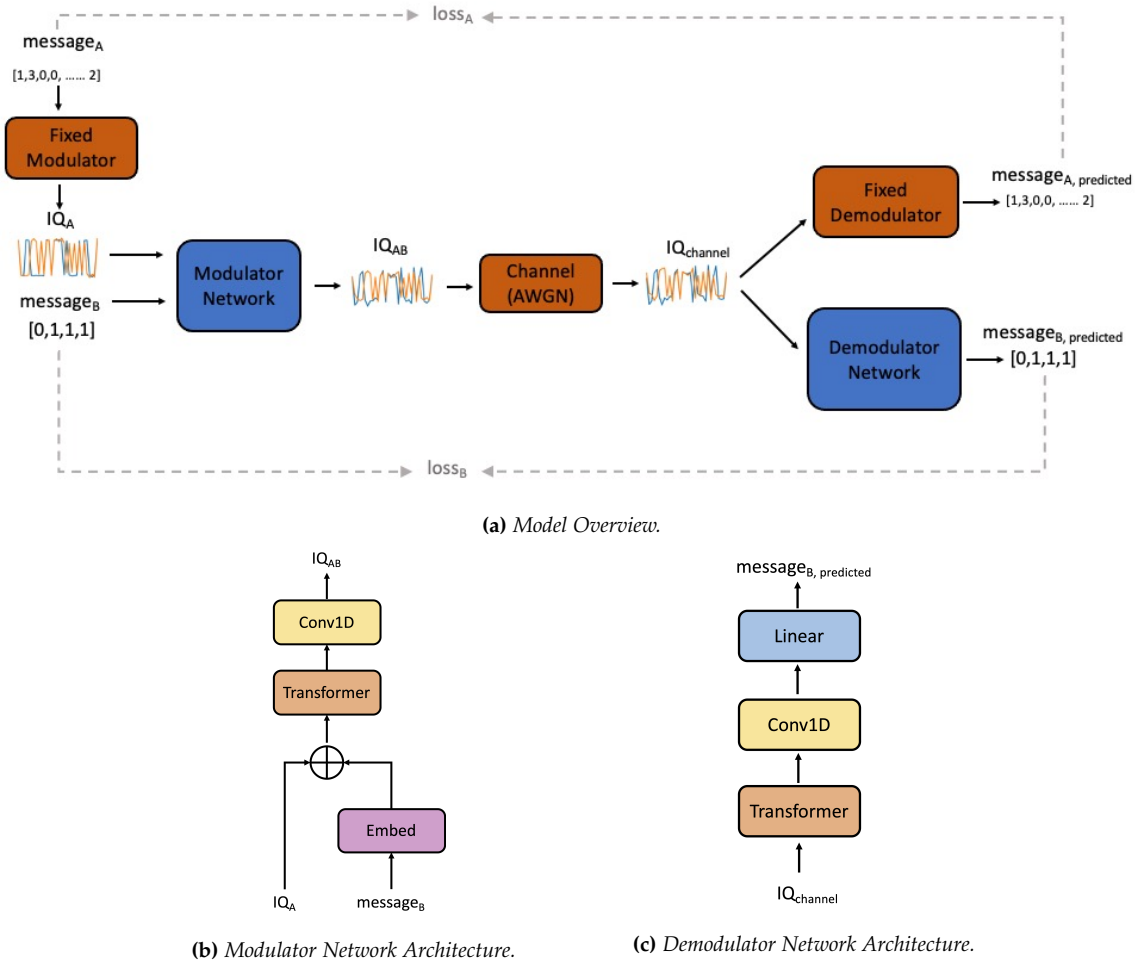 loss_A
message_A
[1,3,0,0, ...... 2]
Fixed
Modulator
IQ_A
message_B
[0,1,1,1]
Modulator
Network
IQ_AB
Channel
(AWGN)
IQ_channel
Fixed
Demodulator
message_A, predicted
[1,3,0,0, ...... 2]
Demodulator
Network
message_B, predicted
[0,1,1,1]
loss_B
(a) Model Overview.
IQ_AB
Conv1D
Transformer
Embed
IQ_A
message_B
(b) Modulator Network Architecture.
message_B, predicted
Linear
Conv1D
Transformer
IQ_channel
(c) Demodulator Network Architecture.